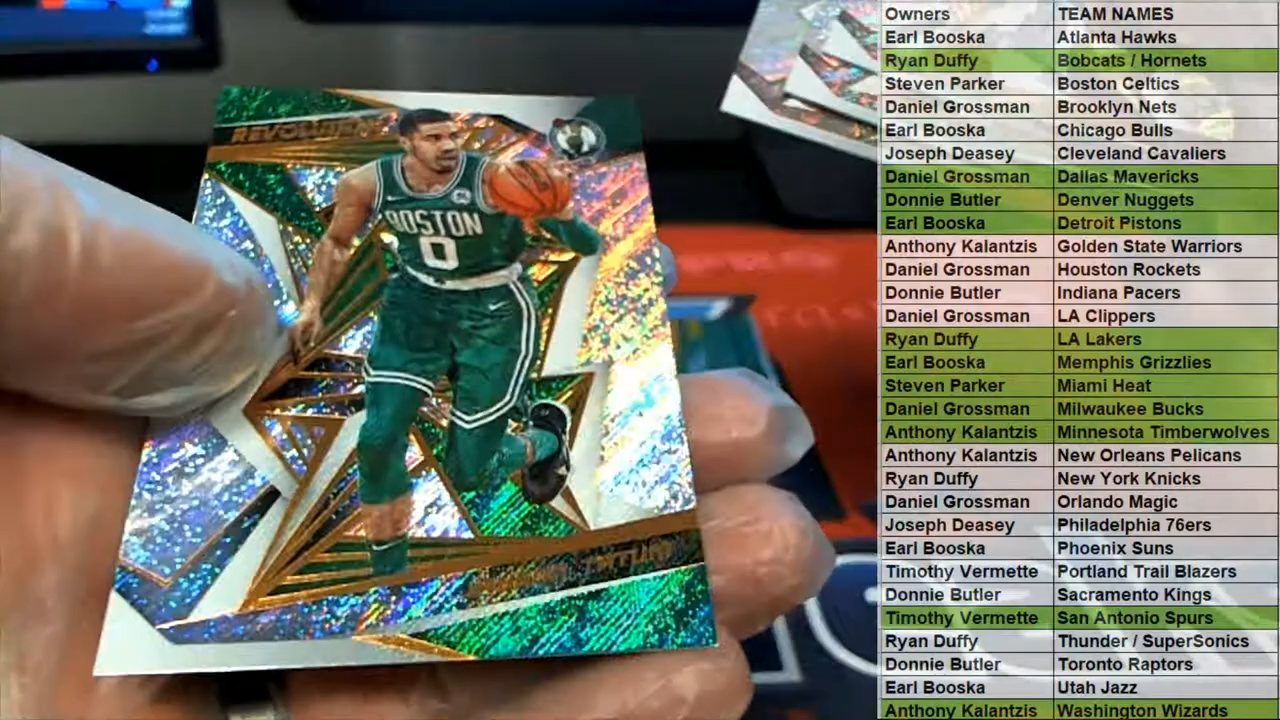 REVOLUTION
BOSTON
0
TATUM
Owners TEAM NAMES
Earl Booska Atlanta Hawks
Ryan Duffy Bobcats / Hornets
Steven Parker Boston Celtics
Daniel Grossman Brooklyn Nets
Earl Booska Chicago Bulls
Joseph Deasey Cleveland Cavaliers
Daniel Grossman Dallas Mavericks
Donnie Butler Denver Nuggets
Earl Booska Detroit Pistons
Anthony Kalantzis Golden State Warriors
Daniel Grossman Houston Rockets
Donnie Butler Indiana Pacers
Daniel Grossman LA Clippers
Ryan Duffy LA Lakers
Earl Booska Memphis Grizzlies
Steven Parker Miami Heat
Daniel Grossman Milwaukee Bucks
Anthony Kalantzis Minnesota Timberwolves
Anthony Kalantzis New Orleans Pelicans
Ryan Duffy New York Knicks
Daniel Grossman Orlando Magic
Joseph Deasey Philadelphia 76ers
Earl Booska Phoenix Suns
Timothy Vermette Portland Trail Blazers
Donnie Butler Sacramento Kings
Timothy Vermette San Antonio Spurs
Ryan Duffy Thunder / SuperSonics
Donnie Butler Toronto Raptors
Earl Booska Utah Jazz
Anthony Kalantzis Washington Wizards